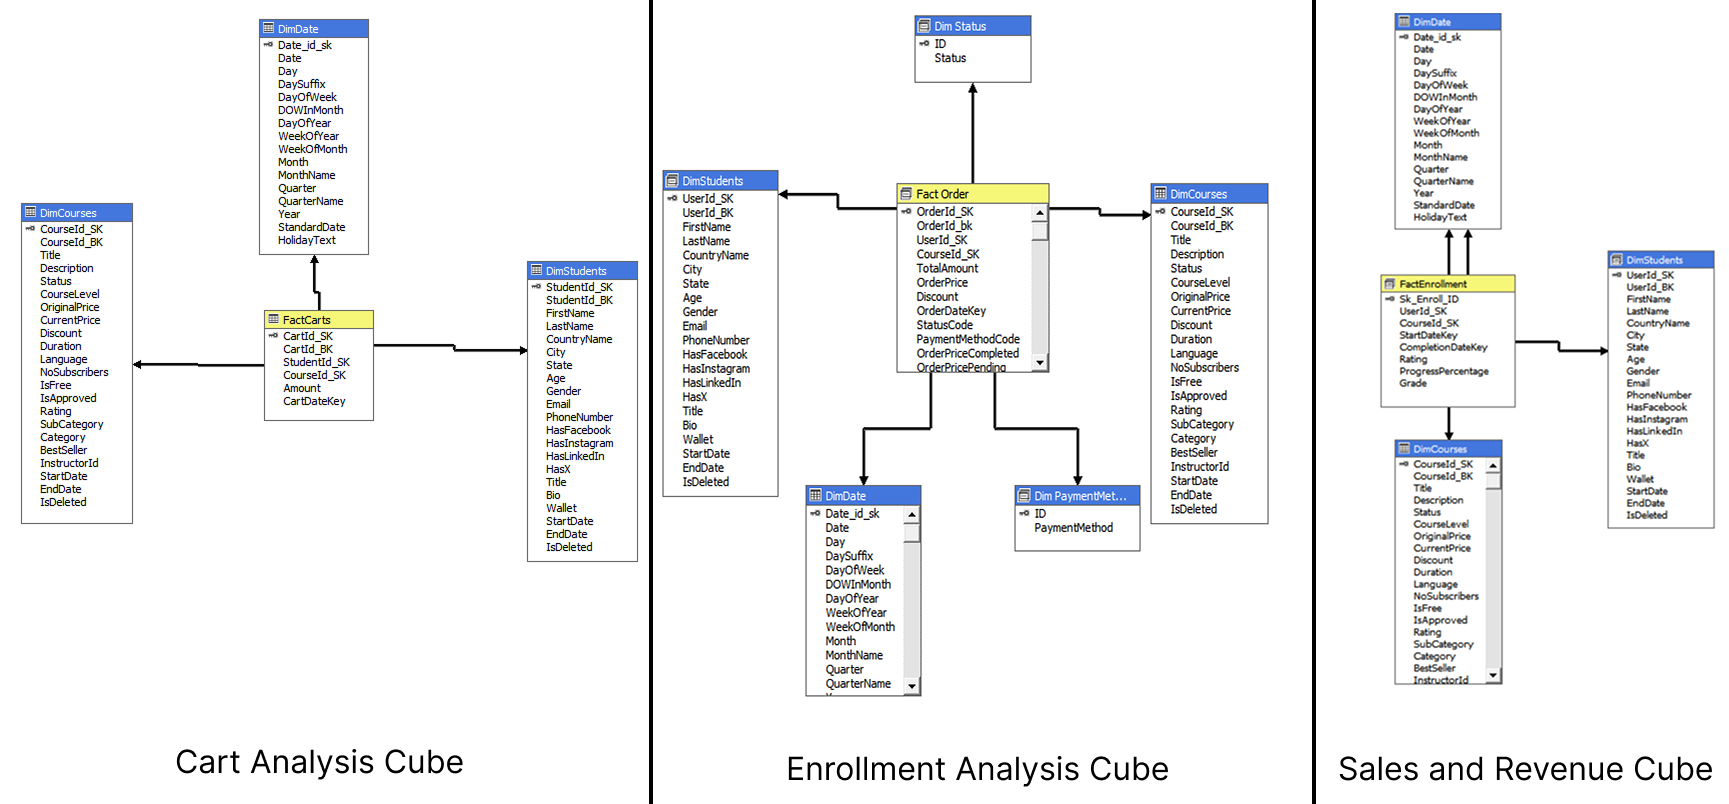 DimDate
Date_id_sk
Date
Day
DaySuffix
DayOfWeek
DOWInMonth
DayOfYear
WeekOfYear
WeekOfMonth
Month
MonthName
Quarter
QuarterName
Year
StandardDate
HolidayText
DimCourses
CourseId_SK
CourseId_BK
Title
Description
Status
CourseLevel
OriginalPrice
CurrentPrice
Discount
Duration
Language
NoSubscribers
IsFree
IsApproved
Rating
SubCategory
Category
BestSeller
InstructorId
StartDate
EndDate
IsDeleted
FactCarts
CartId_SK
CartId_BK
StudentId_SK
CourseId_SK
Amount
CartDateKey
DimStudents
StudentId_SK
StudentId_BK
FirstName
LastName
CountryName
City
State
Age
Gender
Email
PhoneNumber
HasFacebook
HasInstagram
HasLinkedIn
HasX
Title
Bio
Wallet
StartDate
EndDate
IsDeleted
Cart Analysis Cube
Dim Status
ID
Status
DimStudents
UserId_SK
UserId_BK
FirstName
LastName
CountryName
City
State
Age
Gender
Email
PhoneNumber
HasFacebook
HasInstagram
HasLinkedIn
HasX
Title
Bio
Wallet
StartDate
EndDate
IsDeleted
Fact Order
OrderId_SK
OrderId_bk
UserId_SK
CourseId_SK
TotalAmount
OrderPrice
Discount
OrderDateKey
StatusCode
PaymentMethodCode
OrderPriceCompleted
OrderPricePending
DimCourses
CourseId_SK
CourseId_BK
Title
Description
Status
CourseLevel
OriginalPrice
CurrentPrice
Discount
Duration
Language
NoSubscribers
IsFree
IsApproved
Rating
SubCategory
Category
BestSeller
InstructorId
StartDate
EndDate
IsDeleted
DimDate
Date_id_sk
Date
Day
DaySuffix
DayOfWeek
DOWInMonth
DayOfYear
WeekOfYear
WeekOfMonth
Month
MonthName
Quarter
QuarterName
Dim PaymentMet...
ID
PaymentMethod
Enrollment Analysis Cube
DimDate
Date_id_sk
Date
Day
DaySuffix
DayOfWeek
DOWInMonth
DayOfYear
WeekOfYear
WeekOfMonth
Month
MonthName
Quarter
QuarterName
Year
StandardDate
HolidayText
FactEnrollment
Sk_Enroll_ID
UserId_SK
CourseId_SK
StartDateKey
CompletionDateKey
Rating
ProgressPercentage
Grade
DimStudents
UserId_SK
UserId_BK
FirstName
LastName
CountryName
City
State
Age
Gender
Email
PhoneNumber
HasFacebook
HasInstagram
HasLinkedIn
HasX
Title
Bio
Wallet
StartDate
EndDate
IsDeleted
DimCourses
CourseId_SK
CourseId_BK
Title
Description
Status
CourseLevel
OriginalPrice
CurrentPrice
Discount
Duration
Language
NoSubscribers
IsFree
IsApproved
Rating
SubCategory
Category
BestSeller
InstructorId
Sales and Revenue Cube